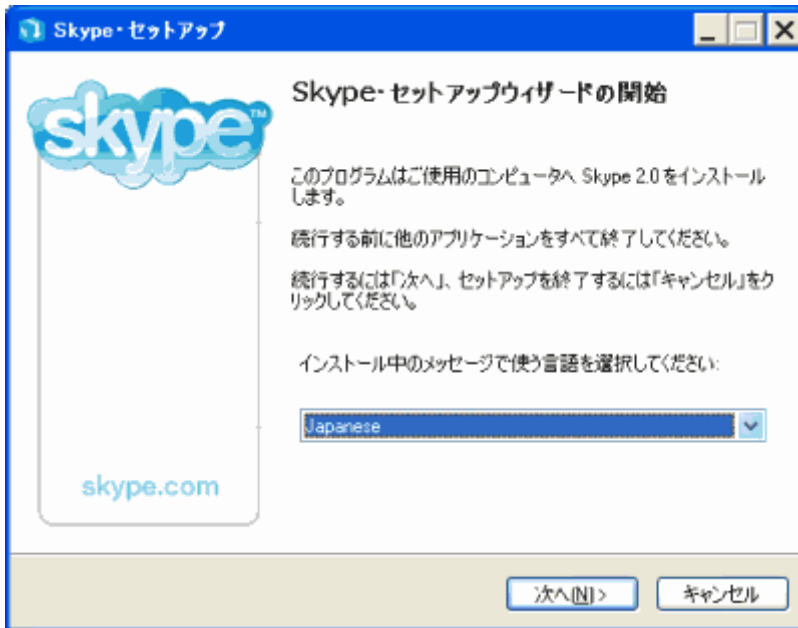 Skype・セットアップ
skype™
Skype・セットアップウィザードの開始
このプログラムはご使用のコンピュータへ Skype 2.0 をインストール
します。
続行する前に他のアプリケーションをすべて終了してください。
続行するには「次へ」、セットアップを終了するには「キャンセル」をク
リックしてください。
インストール中のメッセージで使う言語を選択してください:
Japanese
skype.com
次へ(N)>
キャンセル